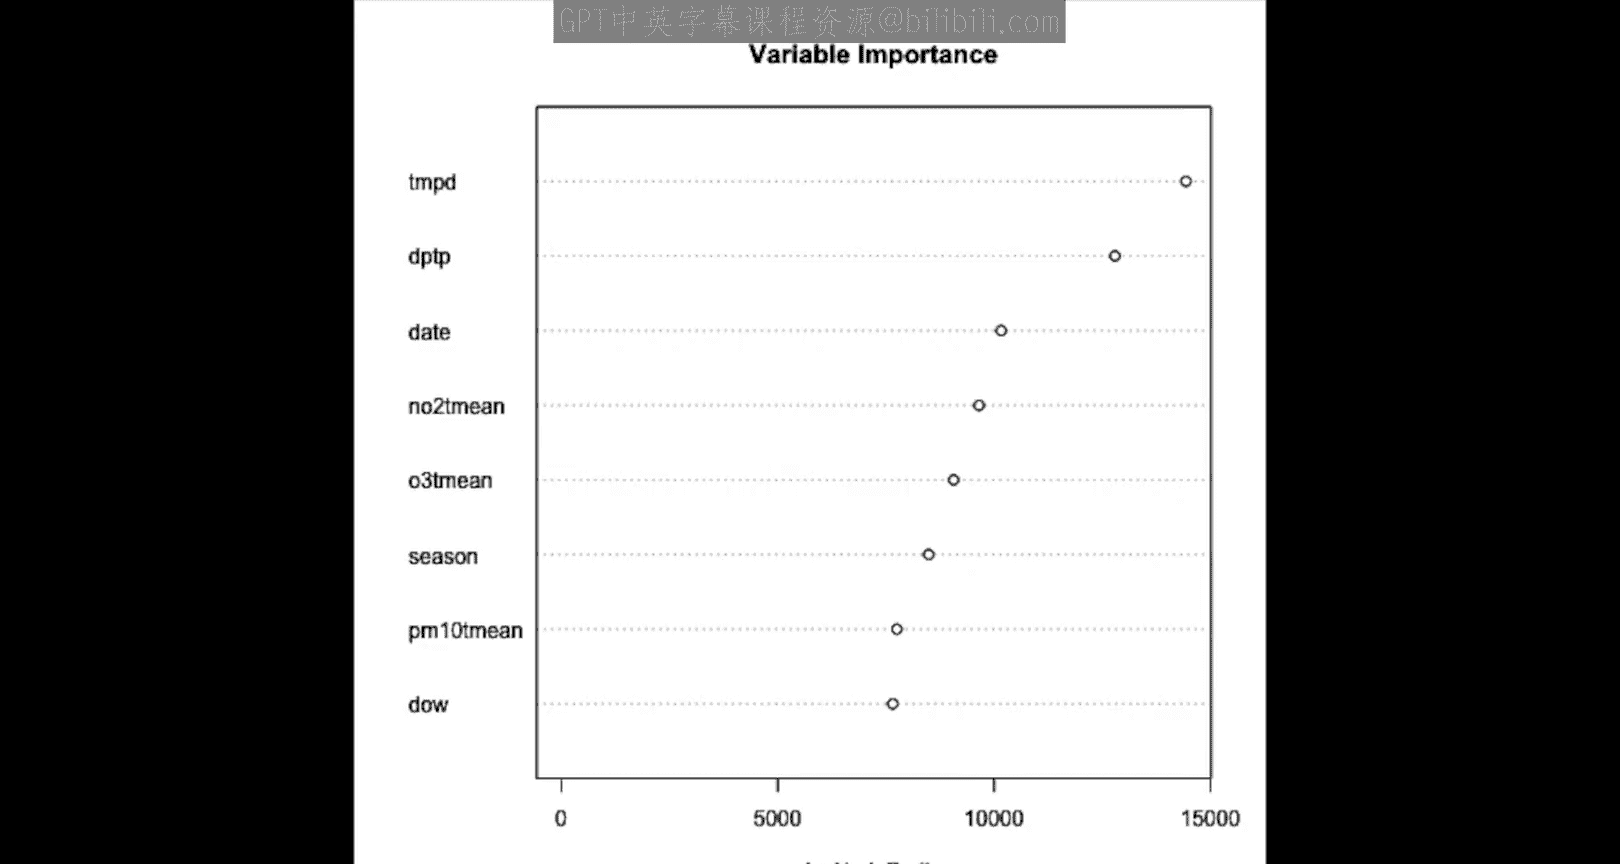 GPT中英字幕课程资源@bilibili.com
Variable Importance
tmpd
dptp
date
no2tmean
o3tmean
season
pm10tmean
dow
0 5000 10000 15000